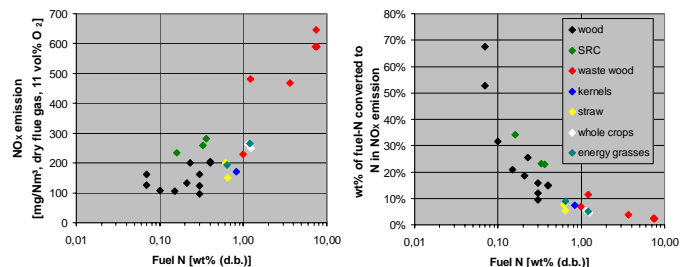 NOx emission
[mg/Nm³, dry flue gas, 11 vol% O 2]
700
600
500
400
300
200
100
0
0,01
0,10
1,00
10,00
Fuel N [wt% (d.b.)]
wt% of fuel-N converted to
N in NOx emission
80%
70%
60%
50%
40%
30%
20%
10%
0%
0,01
0,10
1,00
10,00
Fuel N [wt% (d.b.)]
wood
SRC
waste wood
kernels
straw
whole crops
energy grasses